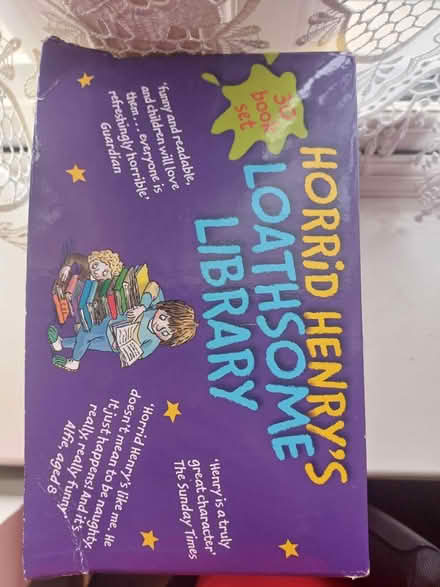 HORRID HENRY'S
LOATHSOME
LIBRARY
30
book
set
'Funny and readable,
and children will love
them... everyone is
refreshingly horrible'
Guardian
'Henry is a truly
great character'
The Sunday Times
'Horrid Henry's like me. He
doesn't mean to be naughty.
It just happens! And it's
really, really funny'
Alfie, aged 8